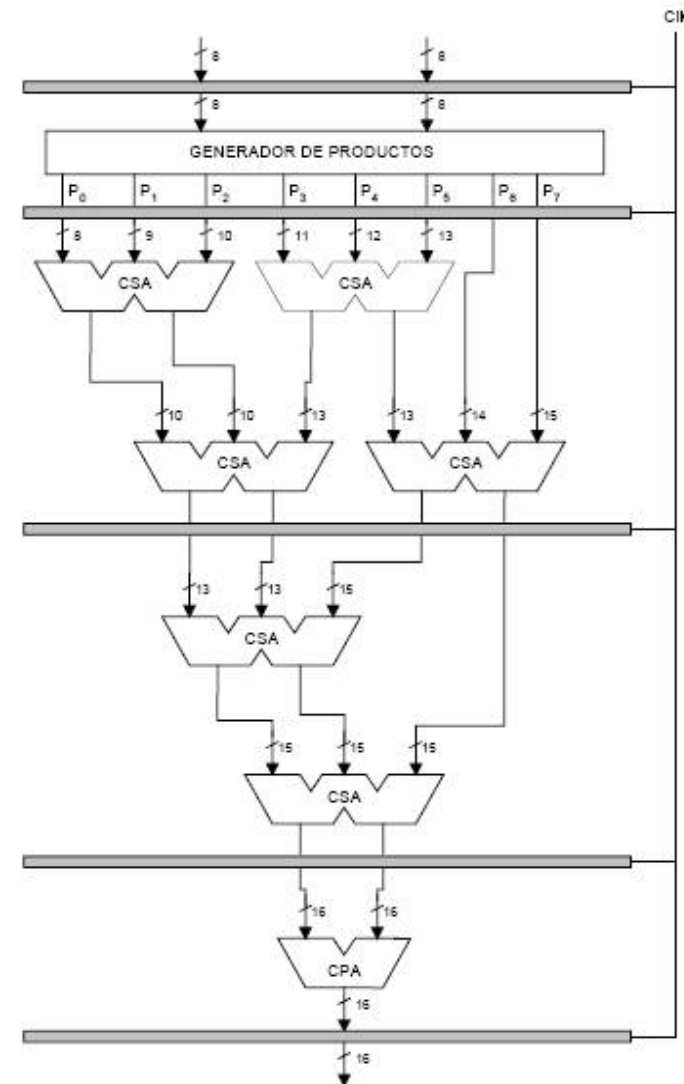 Clk
8 8
8 8
GENERADOR DE PRODUCTOS
P0 P1 P2 P3 P4 P5 P6 P7
8 9 10 11 12 13
CSA CSA
10 10 13 13 14 15
CSA CSA
13 13 15
CSA
15 15 15
CSA
16 16
CPA
16
16